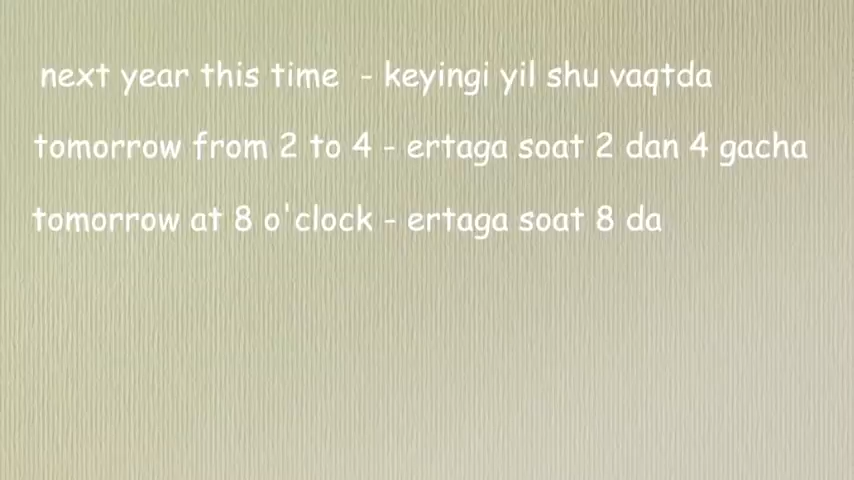 next year this time - keyingi yil shu vaqtda
tomorrow from 2 to 4 - ertaga soat 2 dan 4 gacha
tomorrow at 8 o'clock - ertaga soat 8 da